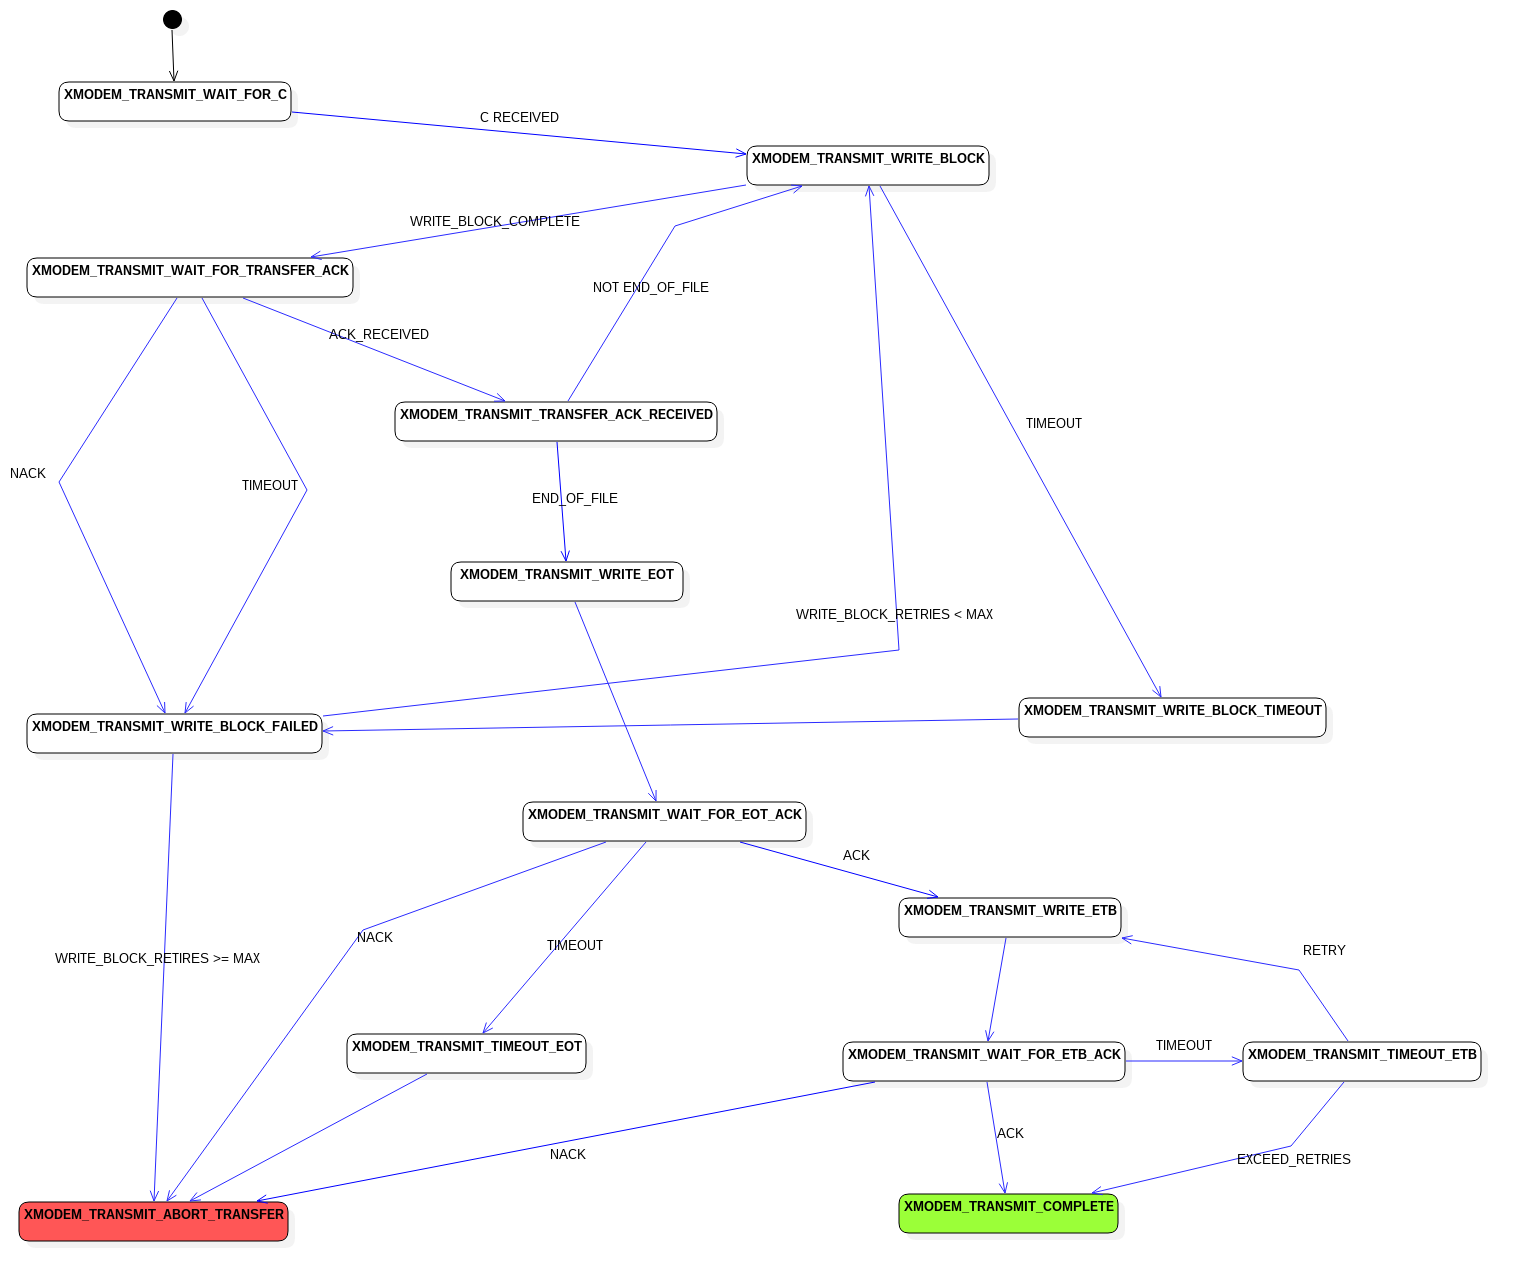 XMODEM_TRANSMIT_WAIT_FOR_C
C RECEIVED
XMODEM_TRANSMIT_WRITE_BLOCK
WRITE_BLOCK_COMPLETE
XMODEM_TRANSMIT_WAIT_FOR_TRANSFER_ACK
NOT END_OF_FILE
ACK_RECEIVED
XMODEM_TRANSMIT_TRANSFER_ACK_RECEIVED
TIMEOUT
NACK
TIMEOUT
END_OF_FILE
XMODEM_TRANSMIT_WRITE_EOT
WRITE_BLOCK_RETRIES < MAX
XMODEM_TRANSMIT_WRITE_BLOCK_TIMEOUT
XMODEM_TRANSMIT_WRITE_BLOCK_FAILED
XMODEM_TRANSMIT_WAIT_FOR_EOT_ACK
ACK
XMODEM_TRANSMIT_WRITE_ETB
NACK
TIMEOUT
RETRY
WRITE_BLOCK_RETIRES >= MAX
XMODEM_TRANSMIT_TIMEOUT_EOT
XMODEM_TRANSMIT_WAIT_FOR_ETB_ACK
TIMEOUT
XMODEM_TRANSMIT_TIMEOUT_ETB
ACK
NACK
EXCEED_RETRIES
XMODEM_TRANSMIT_ABORT_TRANSFER
XMODEM_TRANSMIT_COMPLETE